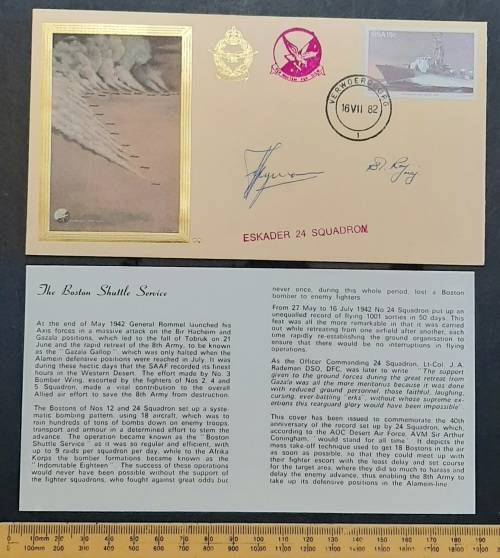 RSA 15c
VERWOERDBURG
16 VII 82
1
ESKADER 24 SQUADRON
The Boston Shuttle Service
At the end of May 1942 General Rommel launched his
Axis forces in a massive attack on the Bir Hacheim and
Gazala positions, which led to the fall of Tobruk on 21
June and the rapid retreat of the 8th Army, to be known
as the "Gazala Gallop" which was only halted when the
Alamein defensive positions were reached in July. It was
during these hectic days that the SAAF recorded its finest
hours in the Western Desert. The effort made by No. 3
Bomber Wing, escorted by the fighters of Nos 2, 4 and
5 Squadron, made a vital contribution to the overall
Allied effort to save the 8th Army from destruction.
The Bostons of Nos 12 and 24 Squadron set up a syste-
matic bombing pattern, using 18 aircraft, which was to
rain hundreds of tons of bombs down on enemy troops,
transport and armour in a determined effort to stem the
advance. The operation became known as the "Boston
Shuttle Service" as it was so regular and efficient, with
up to 9 raids per squadron per day, while to the Afrika
Korps the bomber formations became known as the
"Indomitable Eighteen". The success of these operations
would never have been possible without the support of
the fighter squadrons, who fought against great odds but
never once, during this whole period, lost a Boston
bomber to enemy fighters.
From 27 May to 16 July 1942 No 24 Squadron put up an
unequalled record of flying 1001 sorties in 50 days. This
feat was all the more remarkable in that it was carried
out while retreating from one airfield after another, each
time rapidly re-establishing the ground organisation to
ensure that there would be no interruptions in flying
operations.
As the Officer Commanding 24 Squadron, Lt-Col. J. A.
Rademan DSO, DFC, was later to write "The support
given to the ground forces during the great retreat from
Gazala was all the more meritorious because it was done
with reduced ground personnel, those faithful, laughing,
cursing, ever-battling "erks", without whose supreme ex-
ertions this rearguard glory would have been impossible".
This cover has been issued to commemorate the 40th
anniversary of the record set up by 24 Squadron, which,
according to the AOC Desert Air Force, AVM Sir Arthur
Coningham, "would stand for all time". It depicts the
mass take-off technique used to get 18 Bostons in the air
as soon as possible, so that they could meet up with
their fighter escort with the least delay and set course
for the target area, where they did so much to harass and
delay the enemy advance, thus enabling the 8th Army to
take up its defensive positions in the Alamein-line.